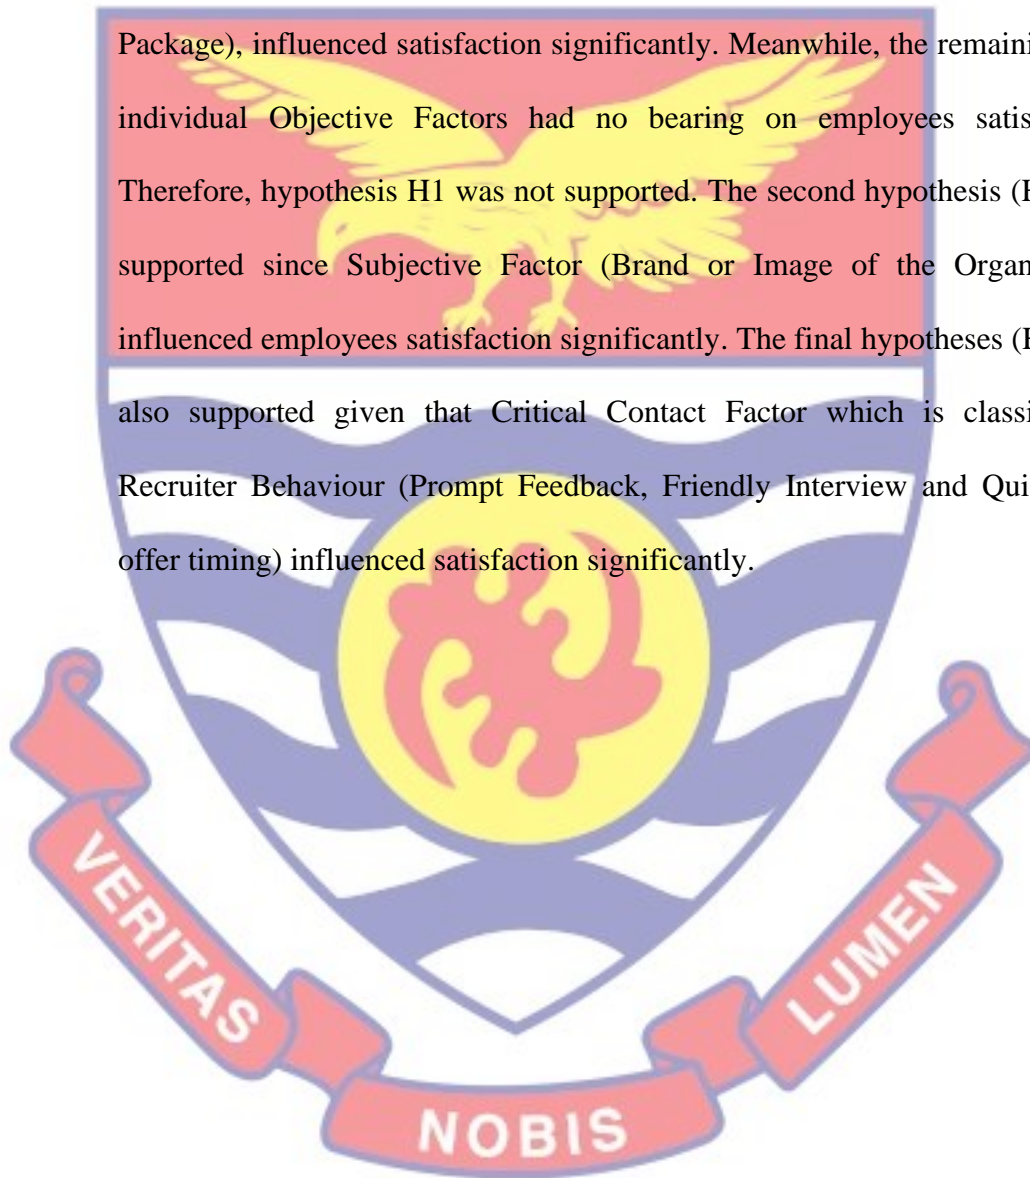 Package), influenced satisfaction significantly. Meanwhile, the remaini
individual Objective Factors had no bearing on employees satis
Therefore, hypothesis H1 was not supported. The second hypothesis (
supported since Subjective Factor (Brand or Image of the Organ
influenced employees satisfaction significantly. The final hypotheses (
also supported given that Critical Contact Factor which is classi
Recruiter Behaviour (Prompt Feedback, Friendly Interview and Qui
offer timing) influenced satisfaction significantly.
VERITAS
NOBIS
LUMEN